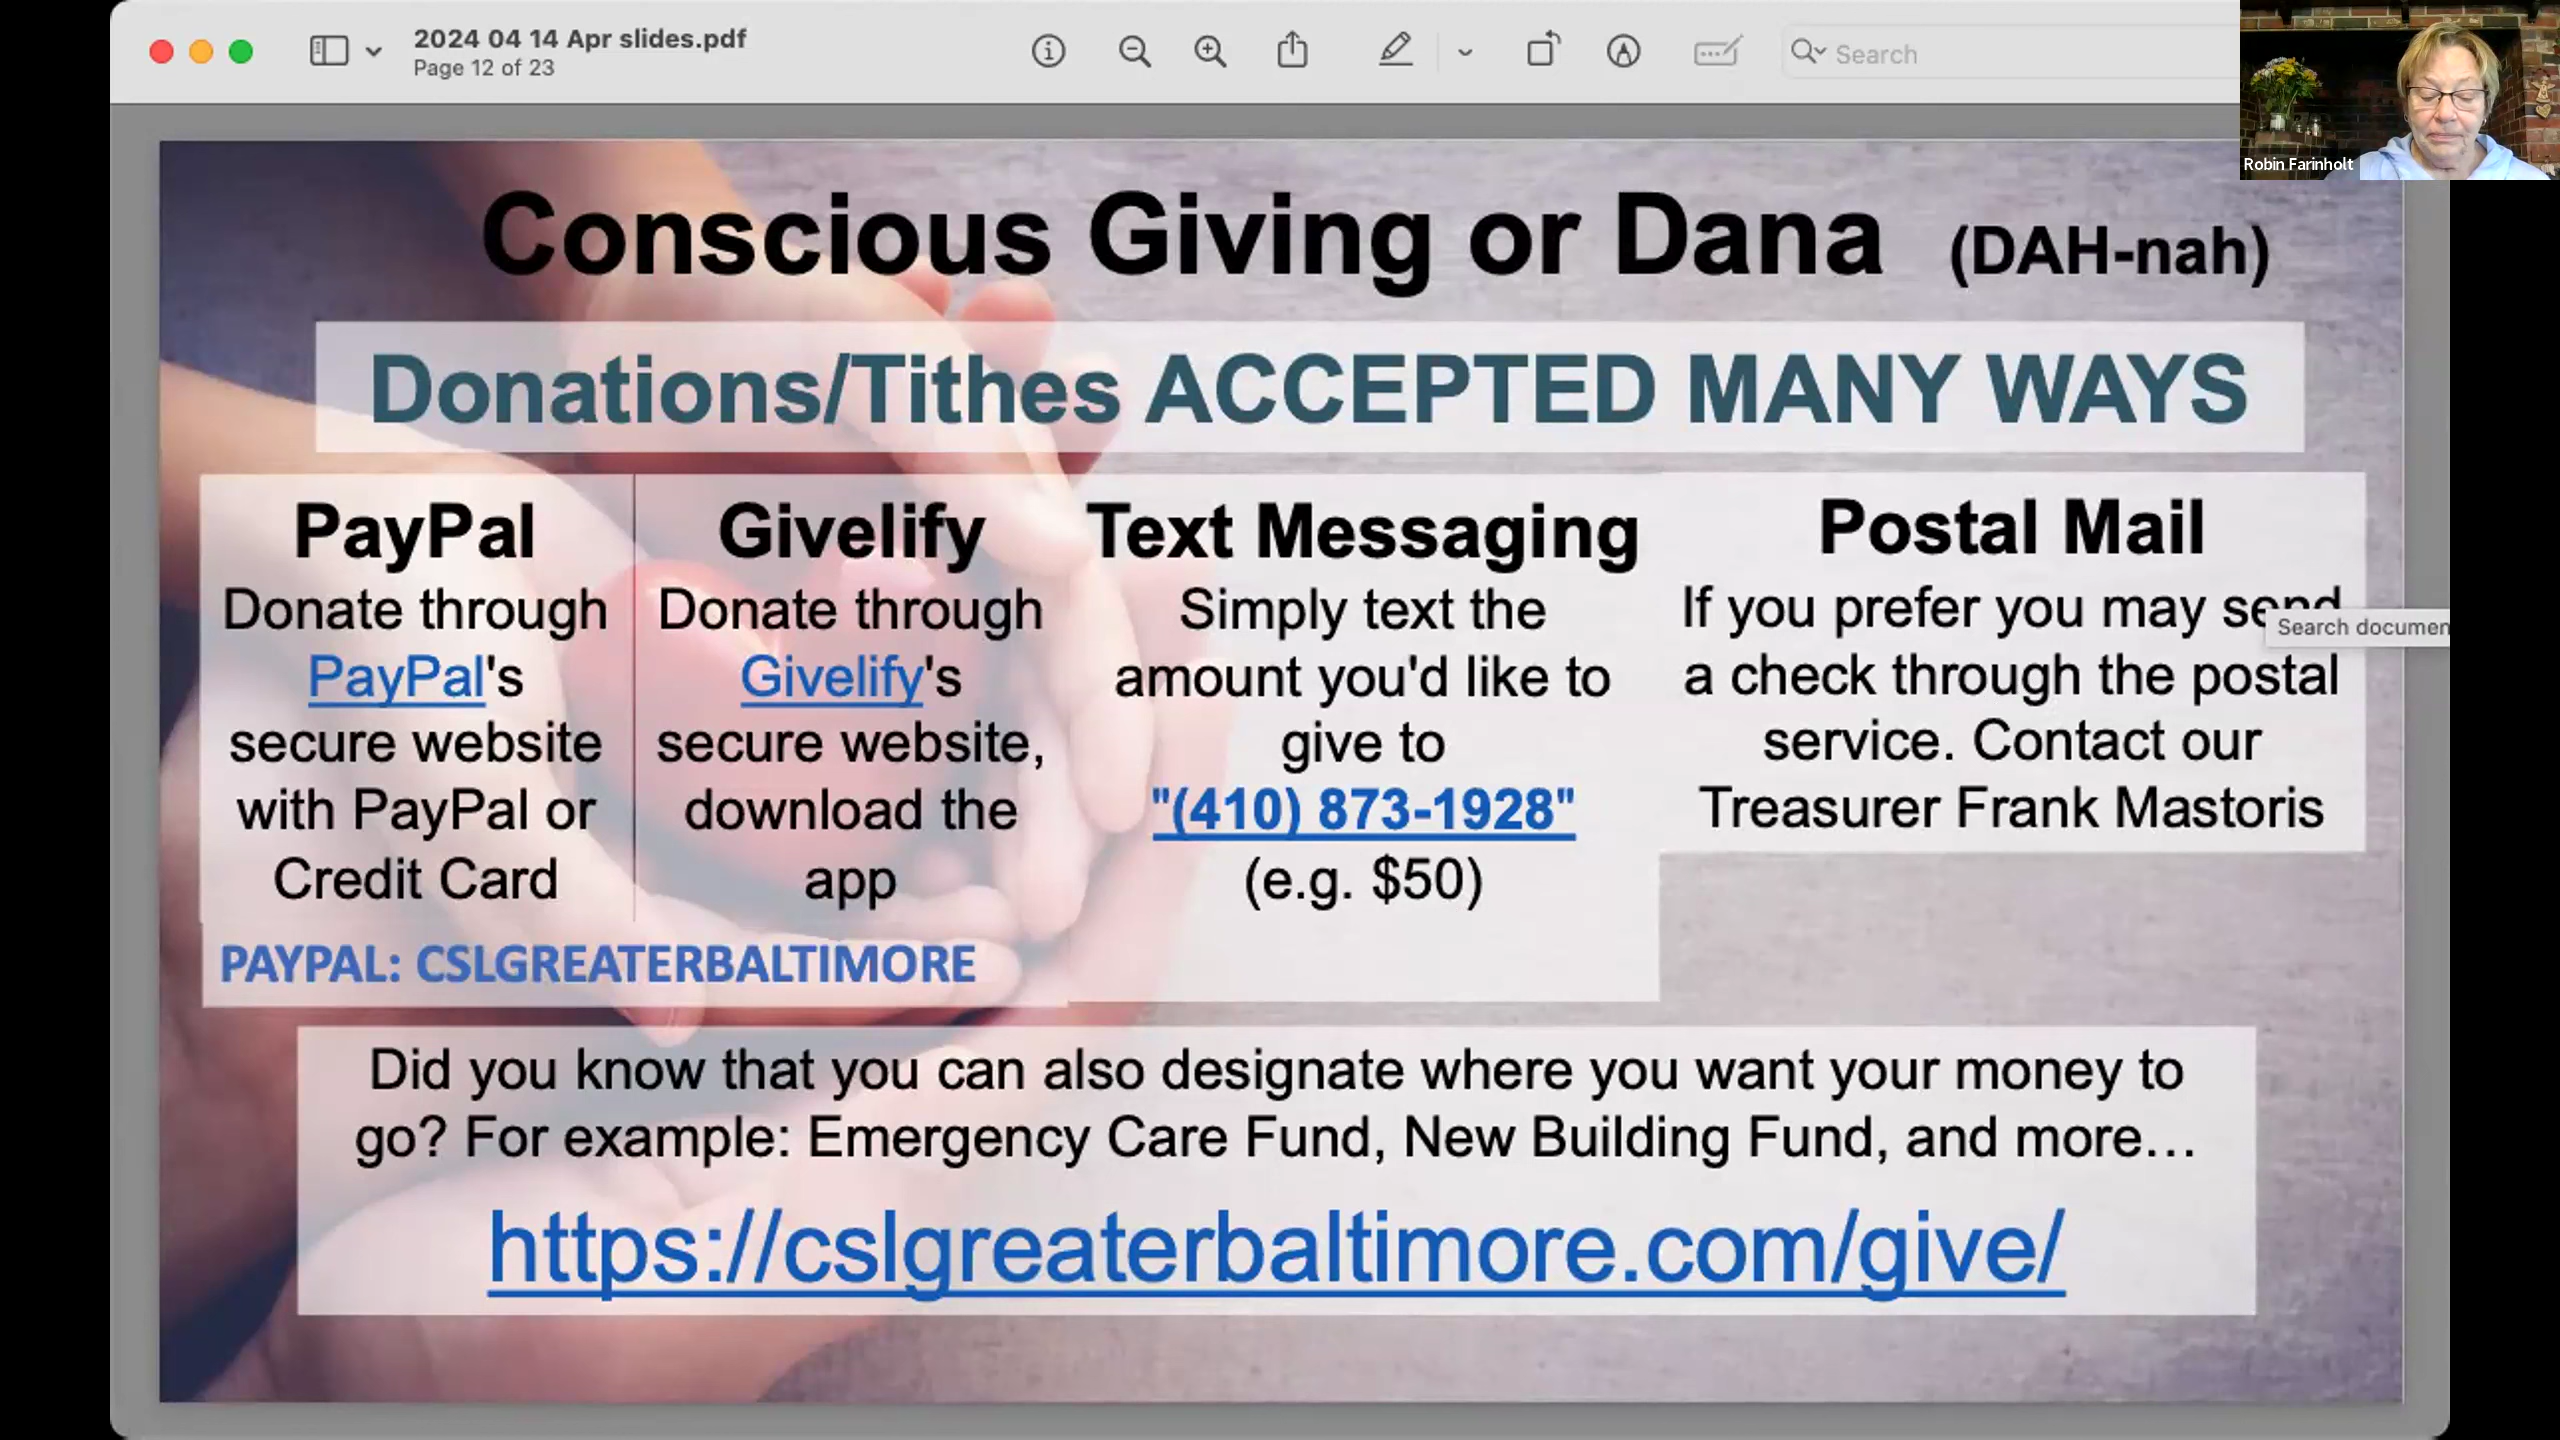 2024 04 14 Apr slides.pdf
Page 12 of 23
Search
Robin Farinholt
Conscious Giving or Dana (DAH-nah)
Donations/Tithes ACCEPTED MANY WAYS
PayPal
Donate through
PayPal's
secure website
with PayPal or
Credit Card
Givelify
Donate through
Givelify's
secure website,
download the
app
PAYPAL: CSLGREATERBALTIMORE
Text Messaging
Simply text the
amount you'd like to
give to
"(410) 873-1928"
(e.g. $50)
Postal Mail
If you prefer you may send
a check through the postal
service. Contact our
Treasurer Frank Mastoris
Search documen
Did you know that you can also designate where you want your money to
go? For example: Emergency Care Fund, New Building Fund, and more...
https://cslgreaterbaltimore.com/give/